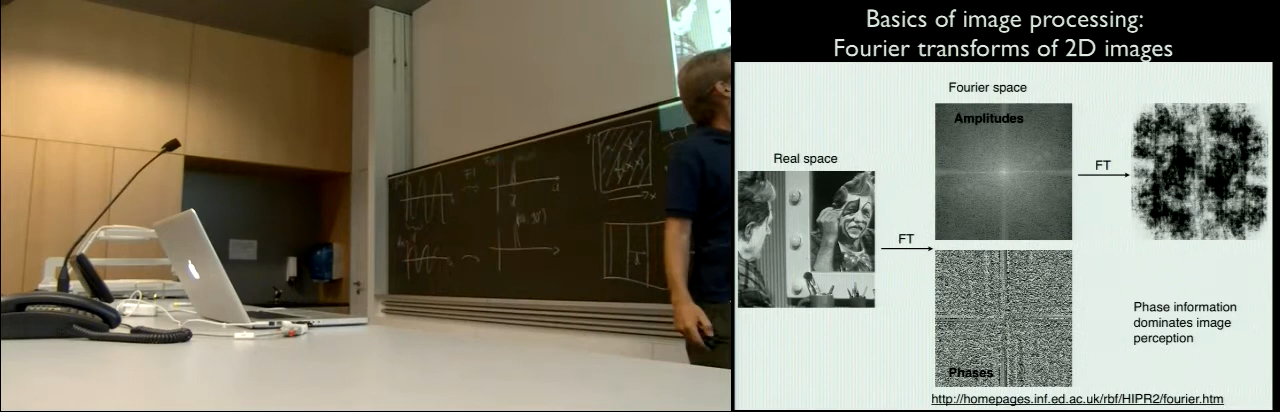 Basics of image processing:
Fourier transforms of 2D images
Fourier space
Amplitudes
Real space
FT
FT
Phase information
dominates image
perception
Phases
http://homepages.inf.ed.ac.uk/rbf/HIPR2/fourier.htm